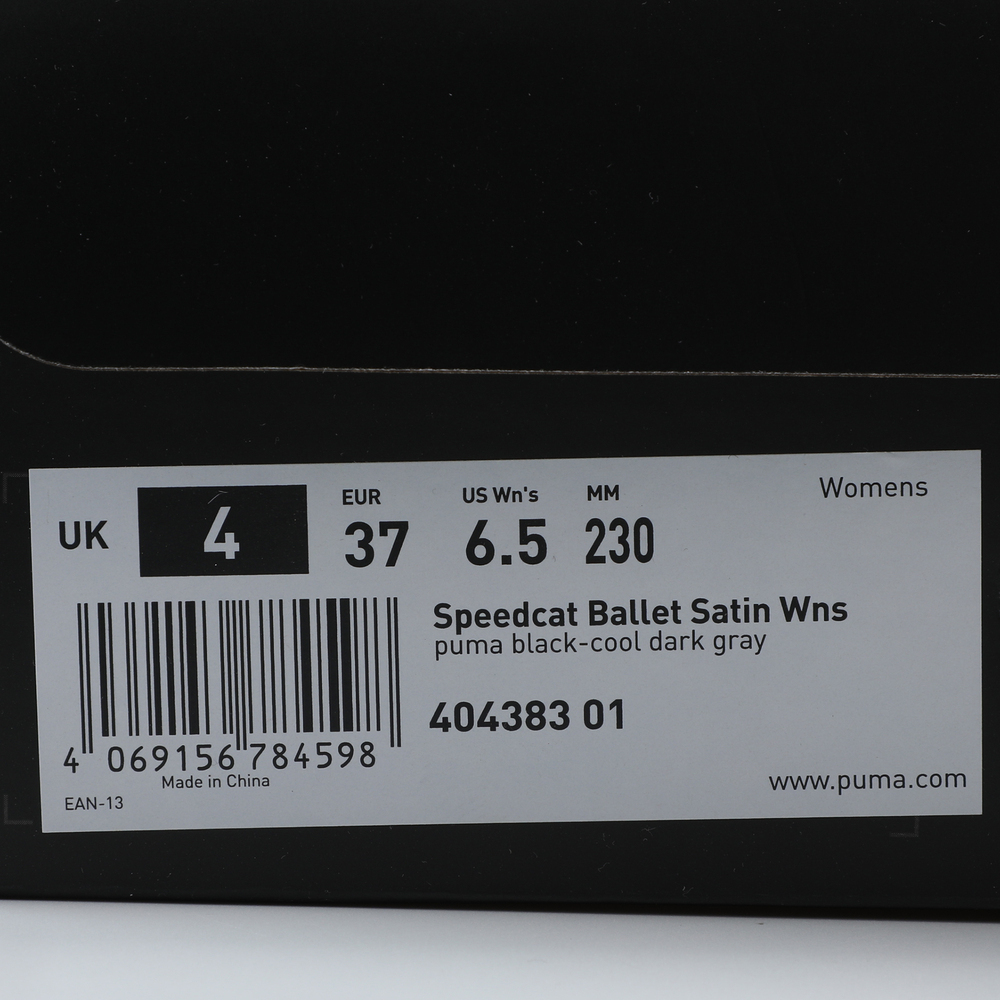 Womens
EUR US Wn's MM
UK 4 37 6.5 230
Speedcat Ballet Satin Wns
puma black-cool dark gray
404383 01
4 069156 784598
Made in China
www.puma.com
EAN-13